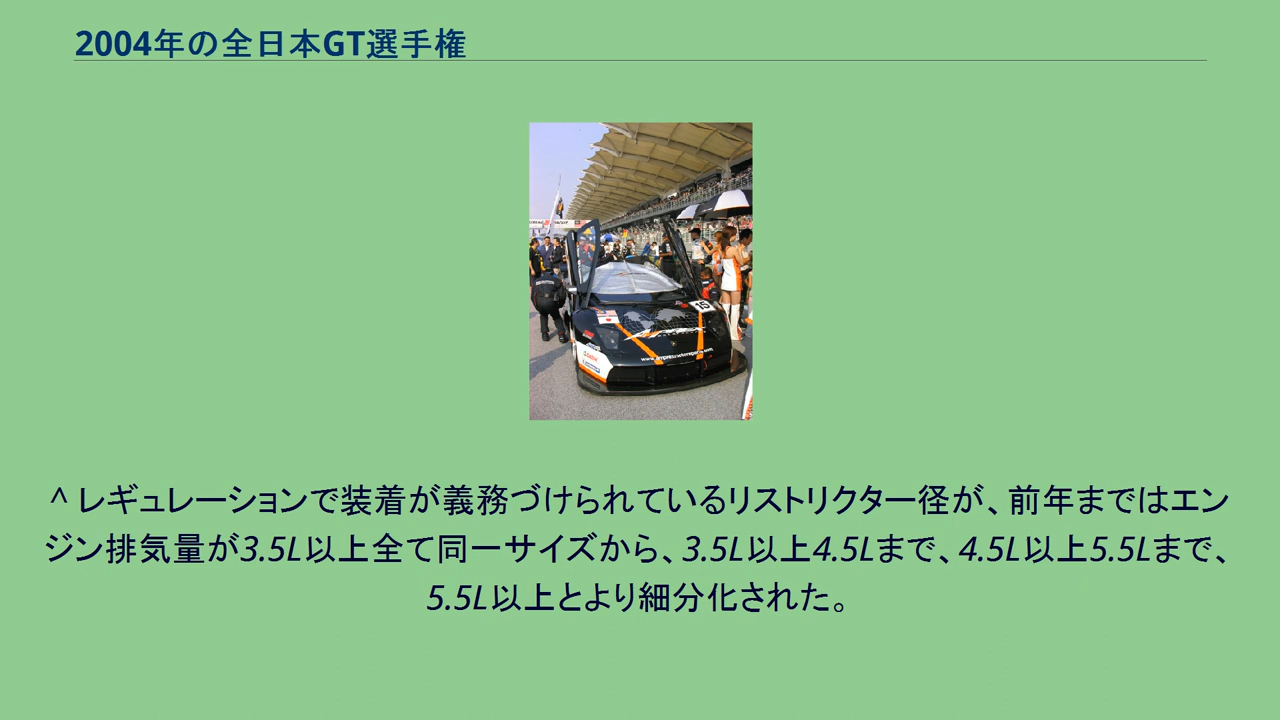 2004年の全日本GT選手権
15
^ レギュレーションで装着が義務づけられているリストリクター径が、前年まではエン
ジン排気量が3.5L以上全て同一サイズから、3.5L以上4.5Lまで、4.5L以上5.5Lまで、
5.5L以上とより細分化された。